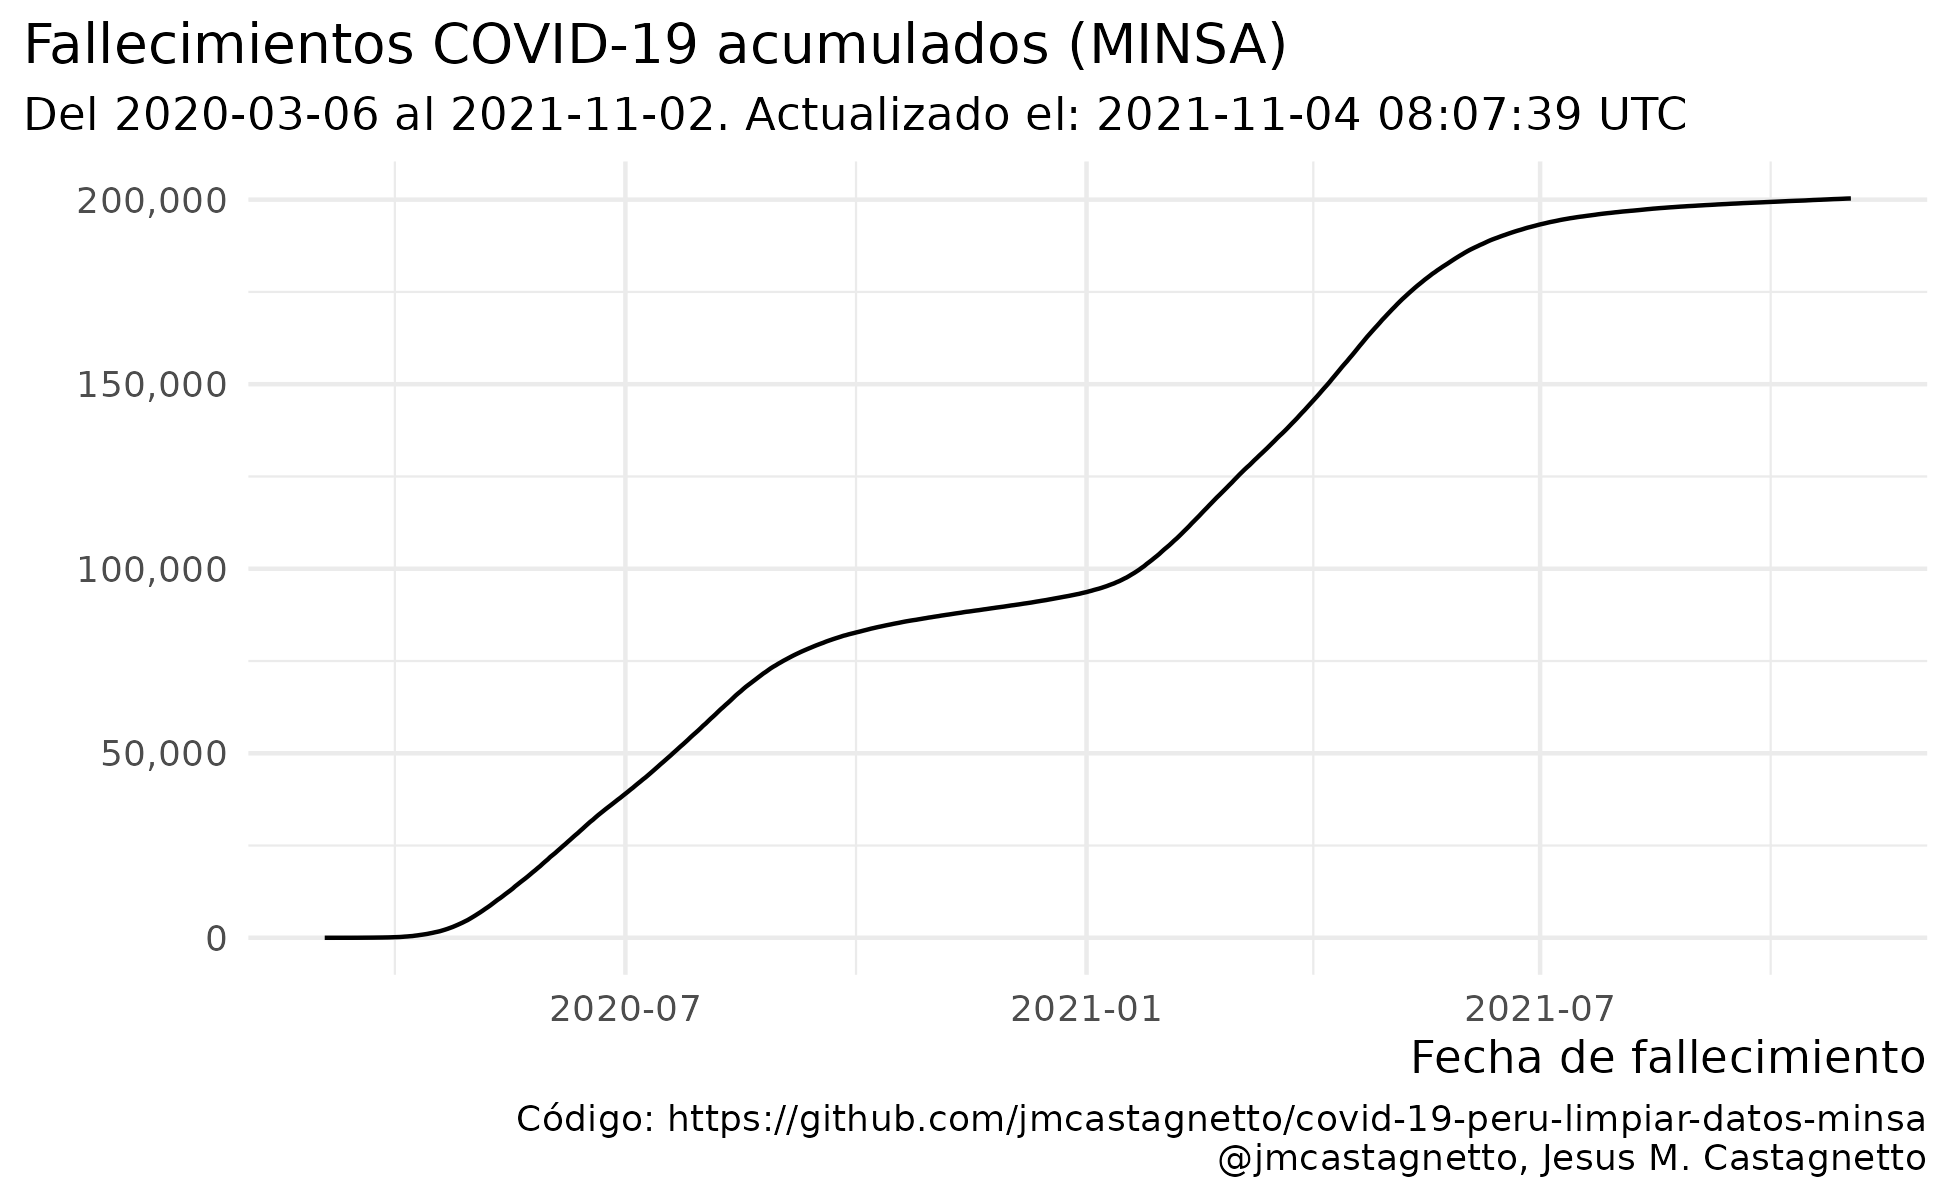 Fallecimientos COVID-19 acumulados (MINSA)
Del 2020-03-06 al 2021-11-02. Actualizado el: 2021-11-04 08:07:39 UTC
200,000
150,000
100,000
50,000
0
2020-07 2021-01 2021-07
Fecha de fallecimiento
Código: https://github.com/jmcastagnetto/covid-19-peru-limpiar-datos-minsa
@jmcastagnetto, Jesus M. Castagnetto